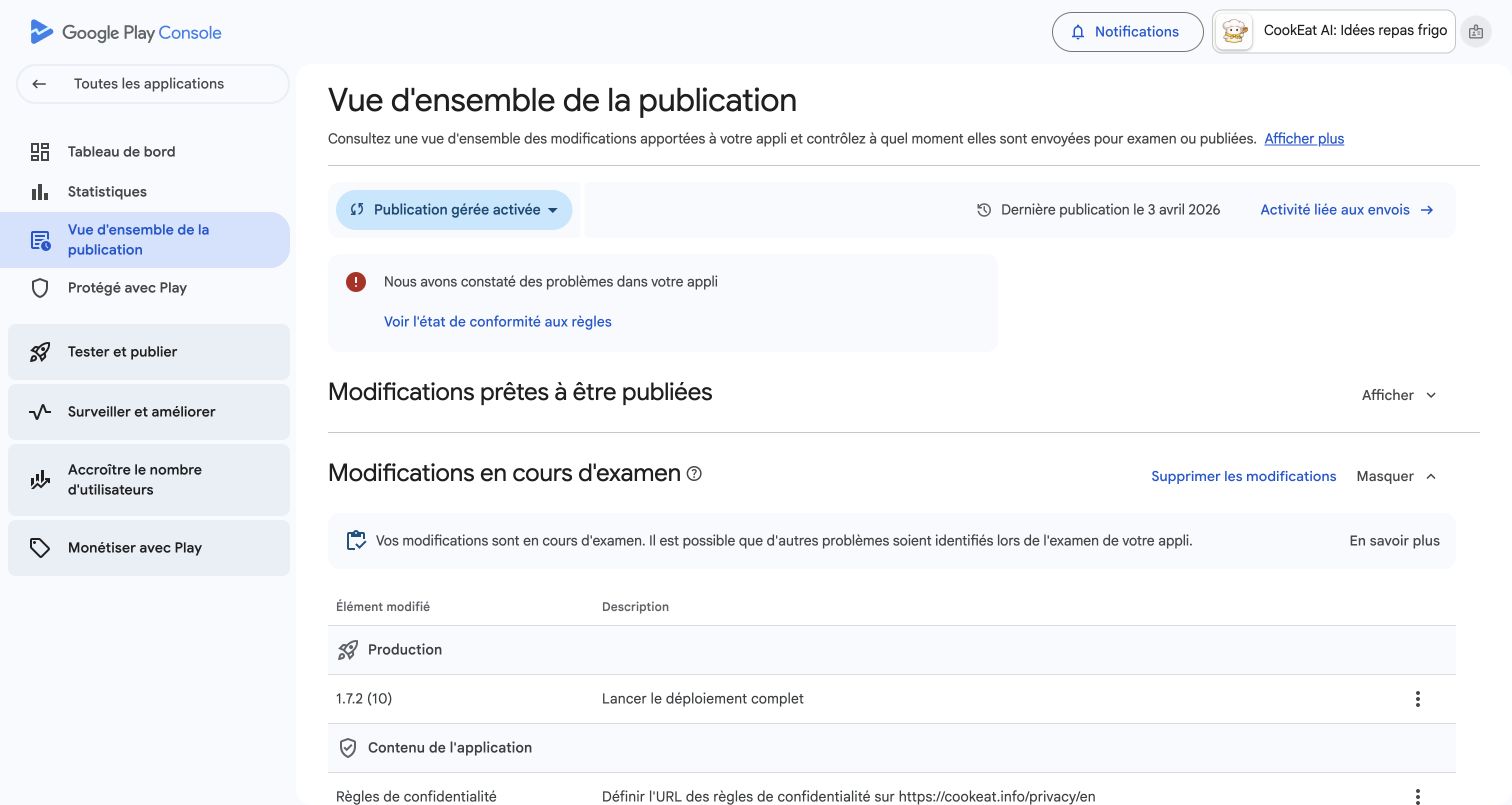 Google Play Console
Notifications
CookEat AI: Idées repas frigo
Toutes les applications
Tableau de bord
Statistiques
Vue d'ensemble de la
publication
Protégé avec Play
Tester et publier
Surveiller et améliorer
Accroître le nombre
d'utilisateurs
Monétiser avec Play
Vue d'ensemble de la publication
Consultez une vue d'ensemble des modifications apportées à votre appli et contrôlez à quel moment elles sont envoyées pour examen ou publiées. Afficher plus
Publication gérée activée
Dernière publication le 3 avril 2026
Activité liée aux envois
Nous avons constaté des problèmes dans votre appli
Voir l'état de conformité aux règles
Modifications prêtes à être publiées
Afficher
Modifications en cours d'examen
Supprimer les modifications
Masquer
Vos modifications sont en cours d'examen. Il est possible que d'autres problèmes soient identifiés lors de l'examen de votre appli.
En savoir plus
Élément modifié
Description
Production
1.7.2 (10)
Lancer le déploiement complet
Contenu de l'application
Règles de confidentialité
Définir l'URL des règles de confidentialité sur https://cookeat.info/privacy/en